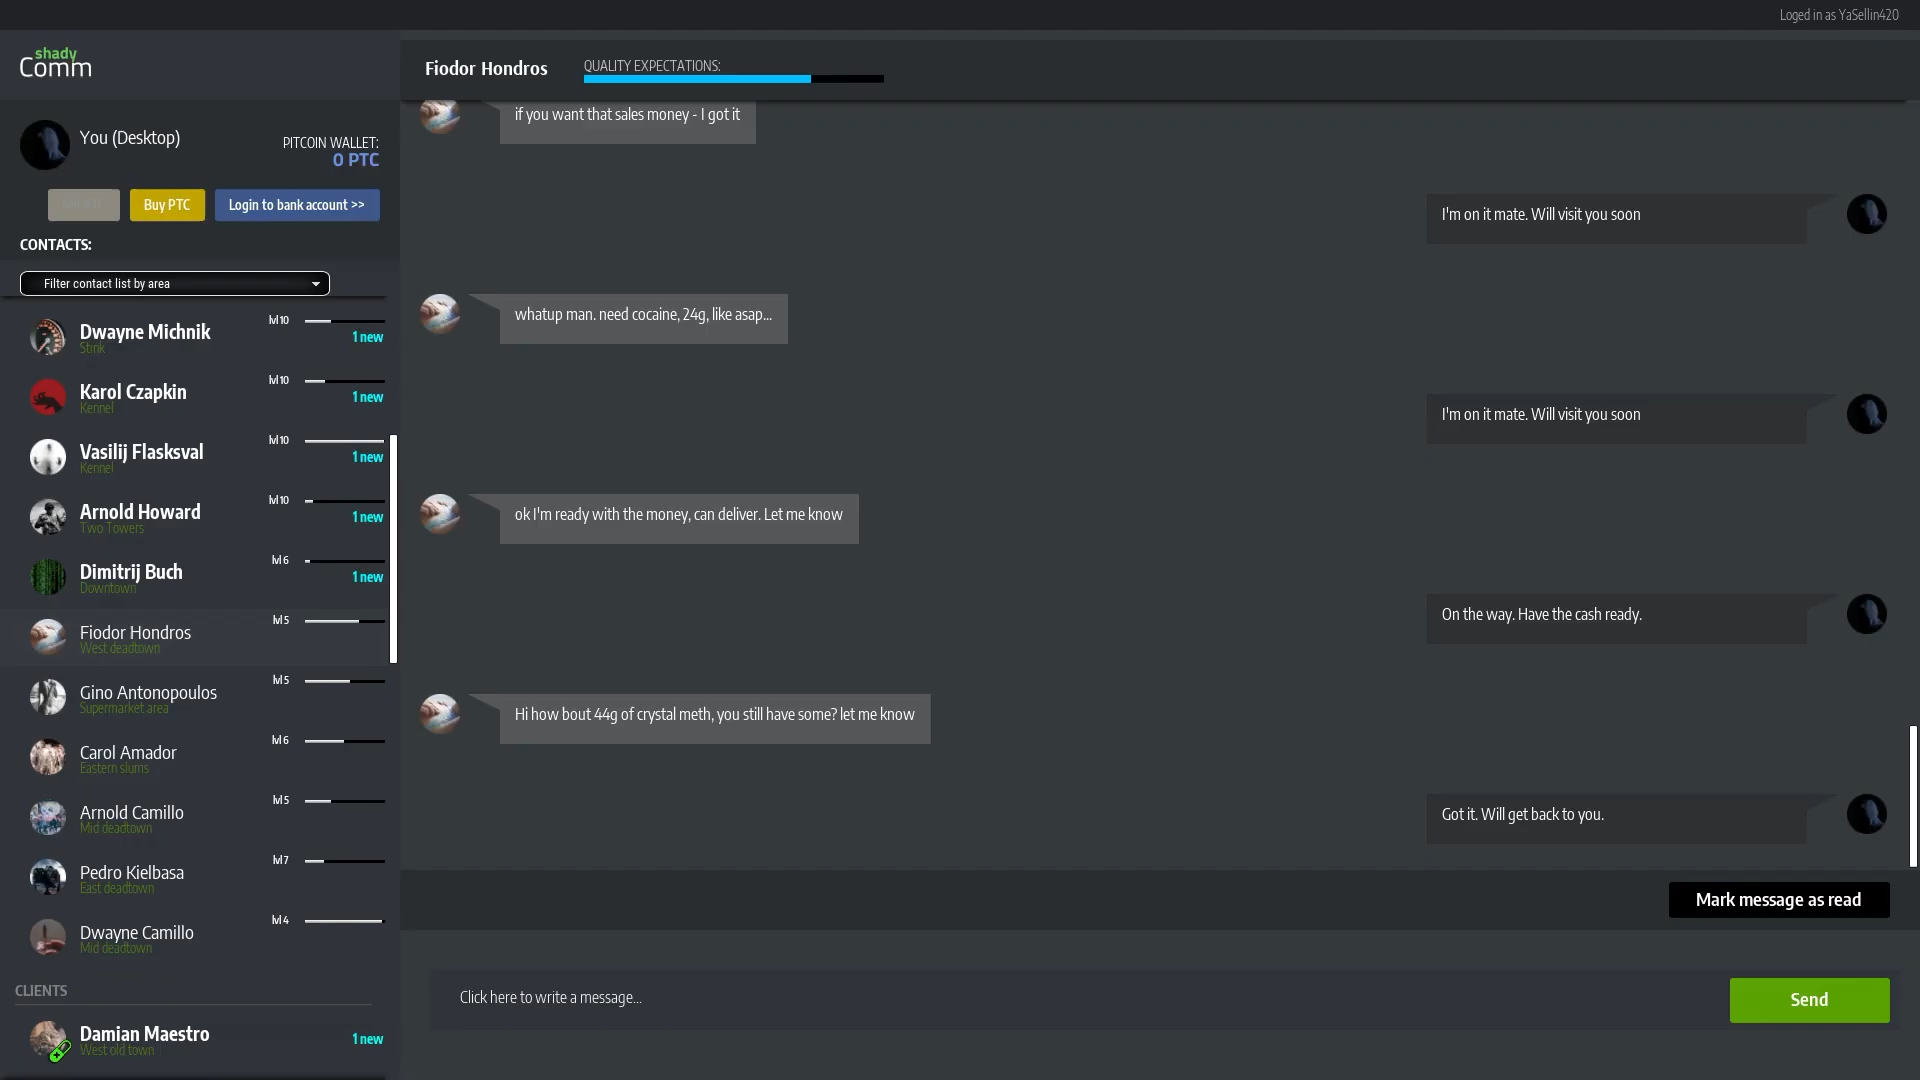 Loged in as YaSellin420
shady
Comm
Fiodor Hondros
QUALITY EXPECTATIONS:
You (Desktop)
PITCOIN WALLET:
0 PTC
Buy PTC
Login to bank account >>
CONTACTS:
Filter contact list by area
Dwayne Michnik
Stink
lvl 10
1 new
Karol Czapkin
Kennel
lvl 10
1 new
Vasilij Flasksval
Kennel
lvl 10
1 new
Arnold Howard
Two Towers
lvl 10
1 new
Dimitrij Buch
Downtown
lvl 6
1 new
Fiodor Hondros
West deadtown
lvl 5
Gino Antonopoulos
Supermarket area
lvl 5
Carol Amador
Eastern slums
lvl 6
Arnold Camillo
Mid deadtown
lvl 5
Pedro Kielbasa
East deadtown
lvl 7
Dwayne Camillo
Mid deadtown
lvl 4
CLIENTS
Damian Maestro
West old town
1 new
if you want that sales money - I got it
I'm on it mate. Will visit you soon
whatup man. need cocaine, 24g, like asap...
I'm on it mate. Will visit you soon
ok I'm ready with the money, can deliver. Let me know
On the way. Have the cash ready.
Hi how bout 44g of crystal meth, you still have some? let me know
Got it. Will get back to you.
Mark message as read
Click here to write a message...
Send